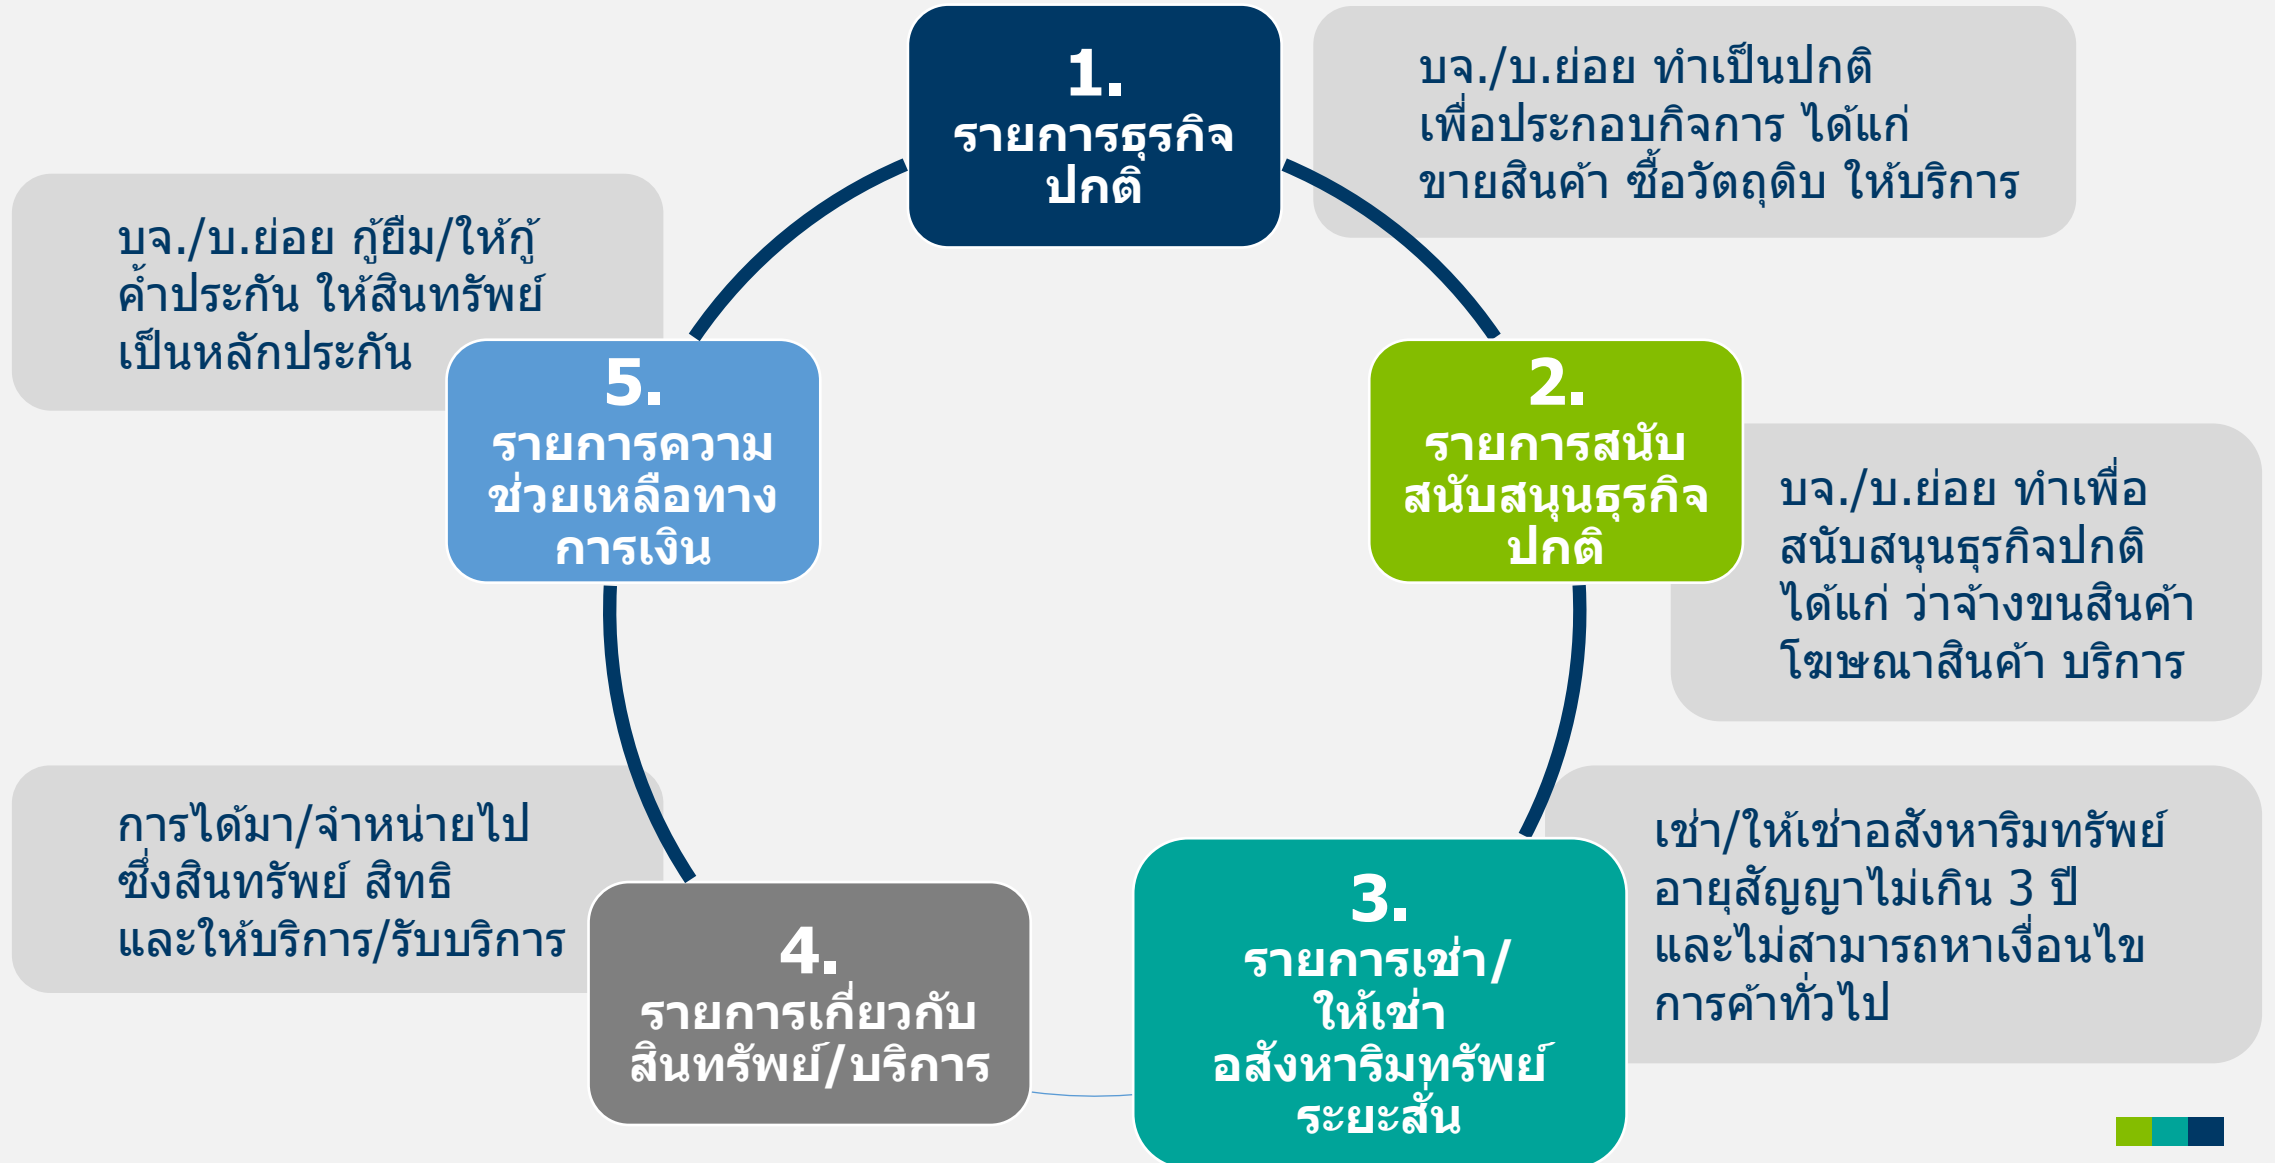 1.
รายการธุรกิจ
ปกติ
บจ./บ.ย่อย ทำเป็นปกติ
เพื่อประกอบกิจการ ได้แก่
ขายสินค้า ซื้อวัตถุดิบ ให้บริการ
2.
รายการสนับ
สนับสนุนธุรกิจ
ปกติ
บจ./บ.ย่อย ทำเพื่อ
สนับสนุนธุรกิจปกติ
ได้แก่ ว่าจ้างขนสินค้า
โฆษณาสินค้า บริการ
3.
รายการเช่า/
ให้เช่า
อสังหาริมทรัพย์
ระยะสั้น
เช่า/ให้เช่าอสังหาริมทรัพย์
อายุสัญญาไม่เกิน 3 ปี
และไม่สามารถหาเงื่อนไข
การค้าทั่วไป
4.
รายการเกี่ยวกับ
สินทรัพย์/บริการ
การได้มา/จำหน่ายไป
ซึ่งสินทรัพย์ สิทธิ
และให้บริการ/รับบริการ
5.
รายการความ
ช่วยเหลือทาง
การเงิน
บจ./บ.ย่อย กู้ยืม/ให้กู้
ค้ำประกัน ให้สินทรัพย์
เป็นหลักประกัน